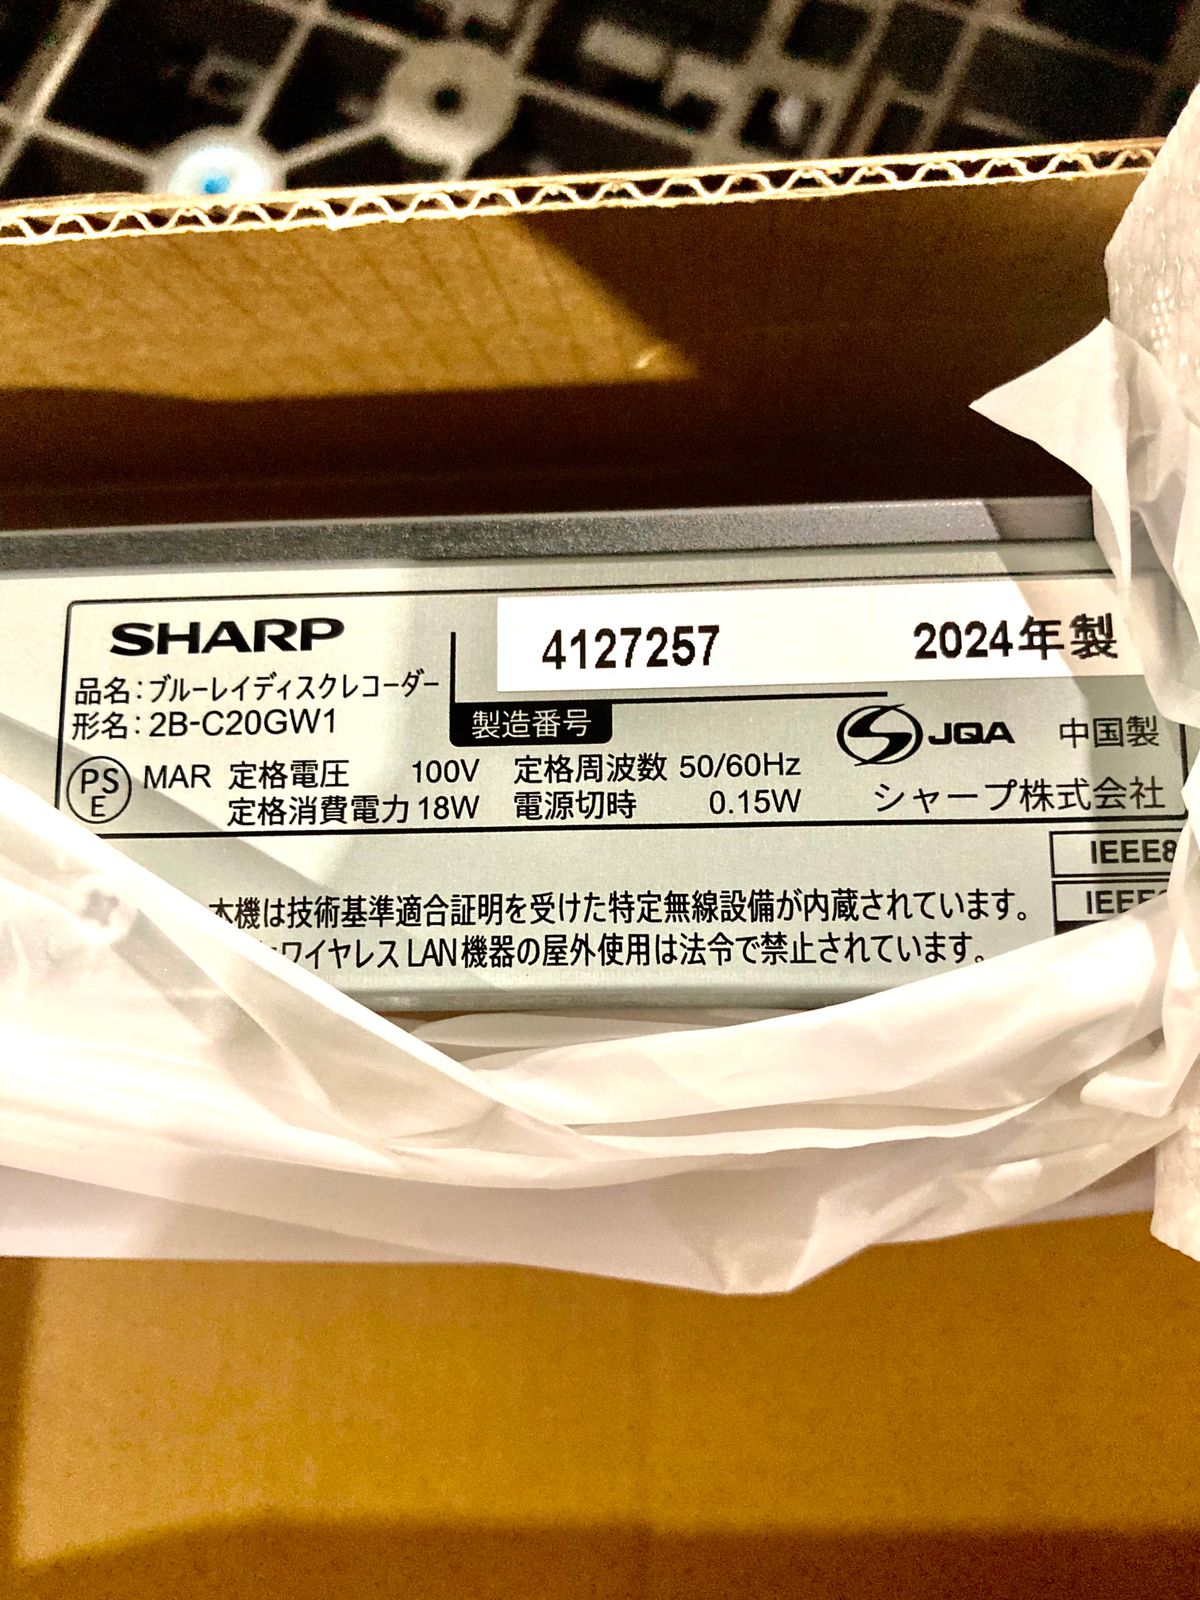 SHARP
4127257 2024年製
品名：ブルーレイディスクレコーダー
形名：2B-C20GW1
製造番号
JQA 中国製
PS
E
MAR 定格電圧 100V 定格周波数 50/60Hz
定格消費電力 18W 電源切時 0.15W
シャープ株式会社
IEEE8
本機は技術基準適合証明を受けた特定無線設備が内蔵されています。
IEEE
ワイヤレスLAN機器の屋外使用は法令で禁止されています。